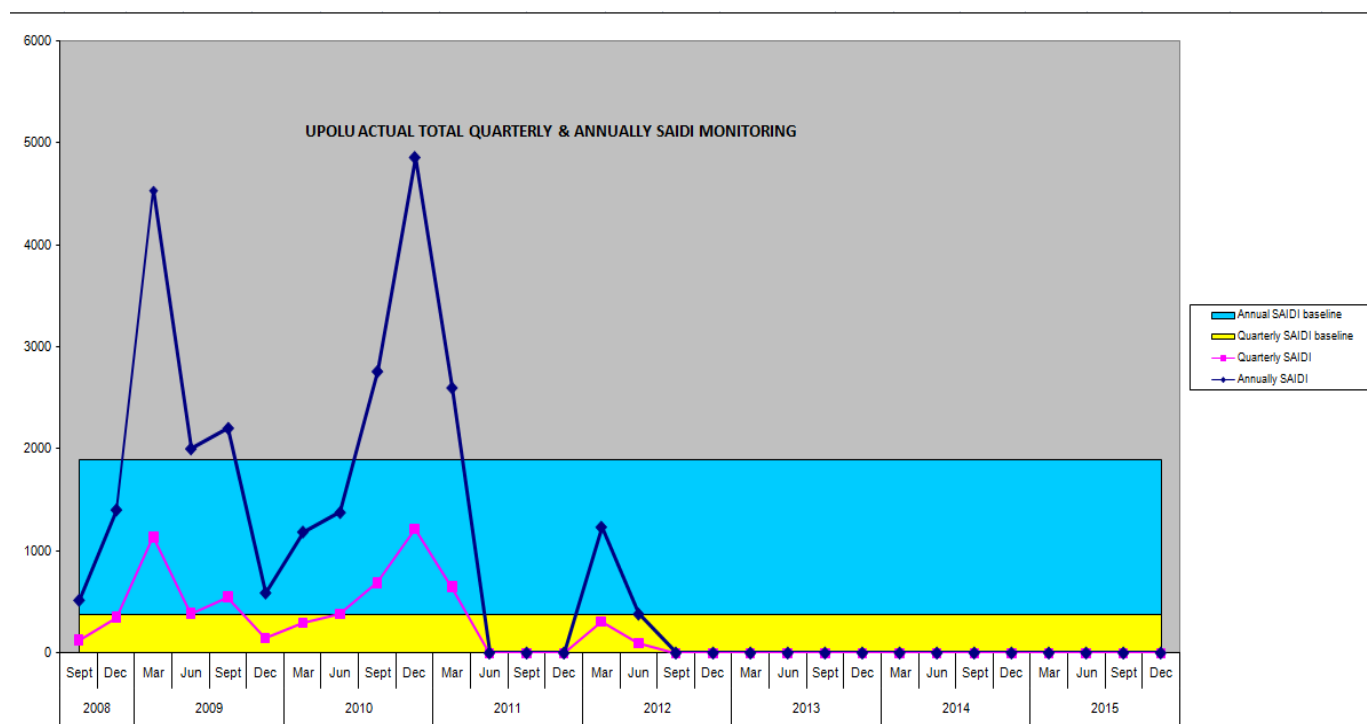 6000
UPOLU ACTUAL TOTAL QUARTERLY & ANNUALLY SAIDI MONITORING
5000
4000
3000
2000
1000
0
Annual SAIDI baseline
Quarterly SAIDI baseline
Quarterly SAIDI
Annually SAIDI
Sept Dec Mar Jun Sept Dec Mar Jun Sept Dec Mar Jun Sept Dec Mar Jun Sept Dec Mar Jun Sept Dec Mar Jun Sept Dec Mar Jun Sept Dec
2008 2009 2010 2011 2012 2013 2014 2015